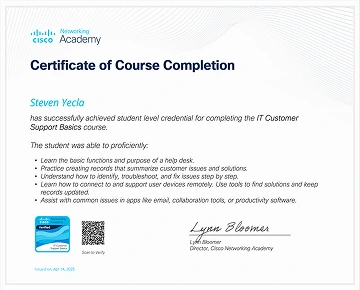 CISCO
Networking
Academy
Certificate of Course Completion
Steven Yecla
has successfully achieved student level credential for completing the IT Customer
Support Basics course.
The student was able to proficiently:
• Learn the basic functions and purpose of a help desk.
• Practice creating records that summarize customer issues and solutions.
• Understand how to identify, troubleshoot, and fix issues step by step.
• Learn how to connect to and support user devices remotely. Use tools to find solutions and keep
records updated.
• Assist with common issues in apps like email, collaboration tools, or productivity software.
Verified
IT Customer
Support Basics
Scan to Verify
Lynn Bloomer
Lynn Bloomer
Director, Cisco Networking Academy
Issued on: Apr 14, 2025